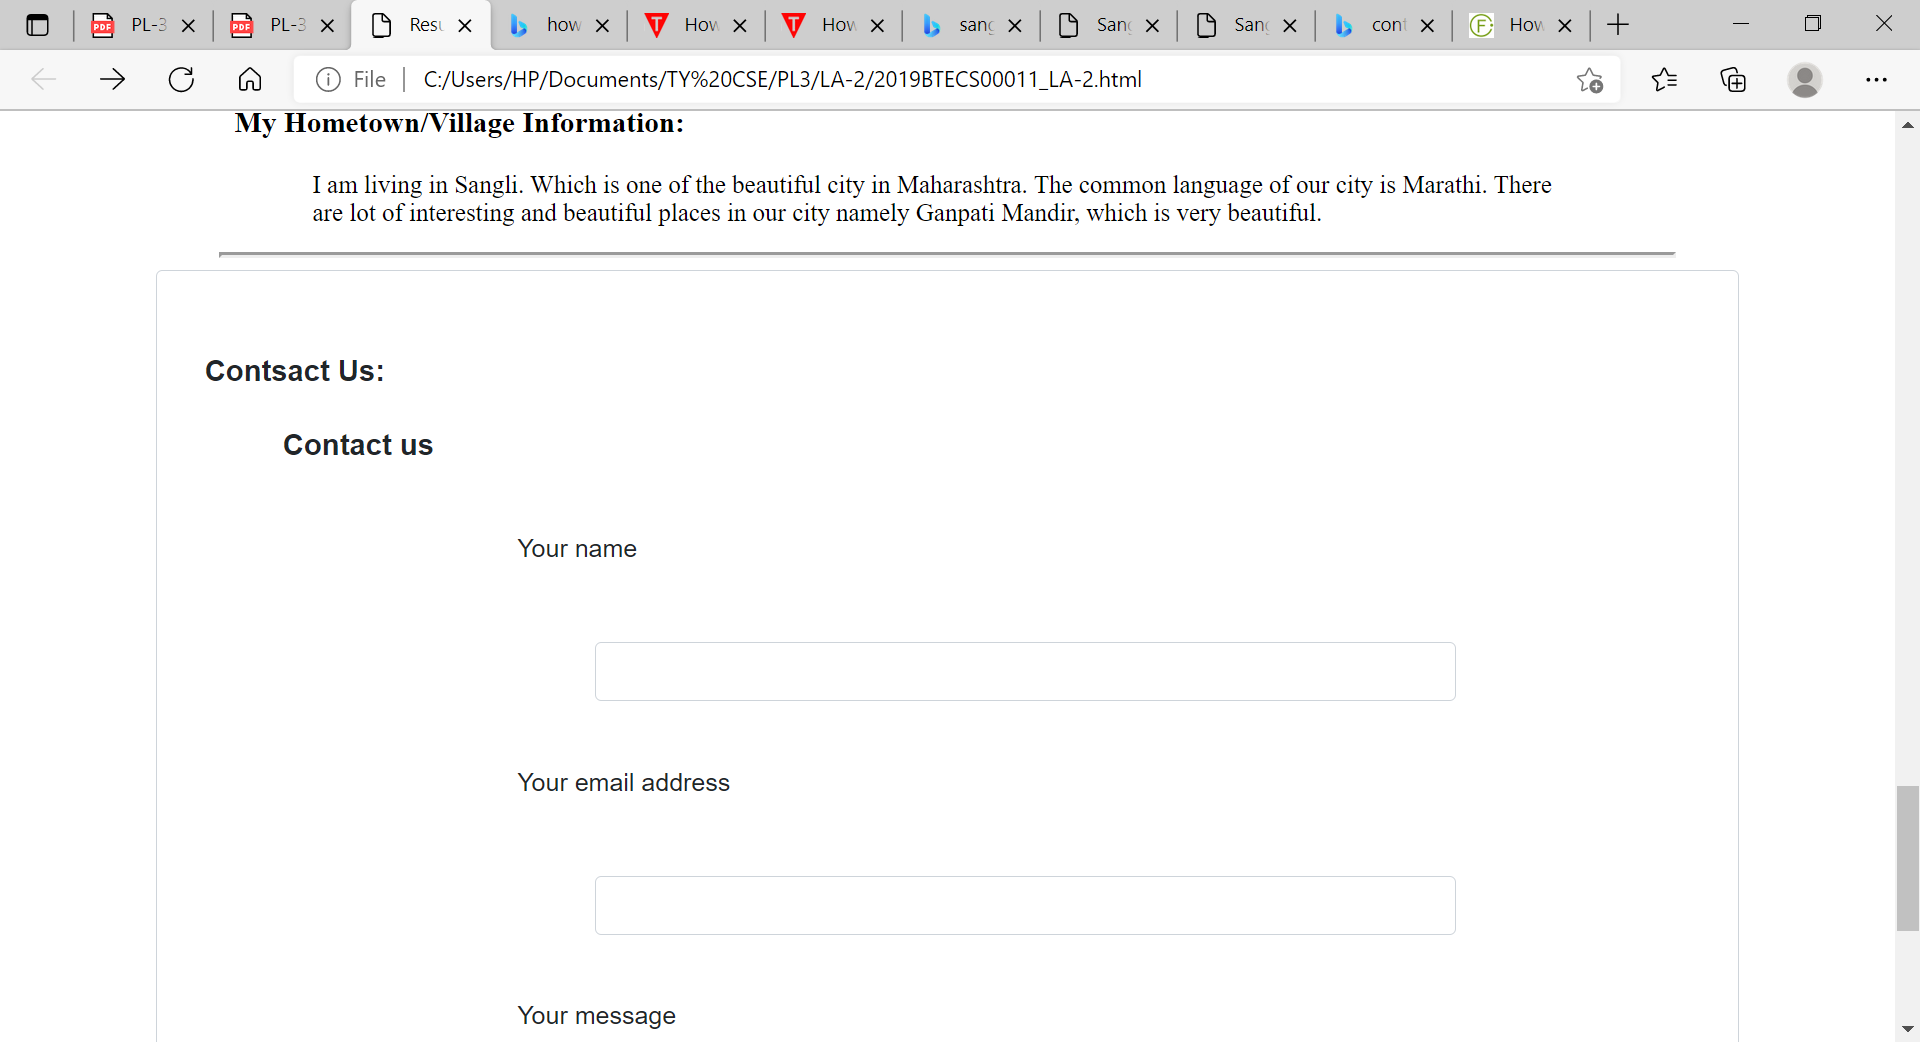 PL-3 PL-3 Resu how How How sang Sang Sang cont How
File C:/Users/HP/Documents/TY%20CSE/PL3/LA-2/2019BTECS00011_LA-2.html
My Hometown/Village Information:
I am living in Sangli. Which is one of the beautiful city in Maharashtra. The common language of our city is Marathi. There
are lot of interesting and beautiful places in our city namely Ganpati Mandir, which is very beautiful.
Contsact Us:
Contact us
Your name
Your email address
Your message